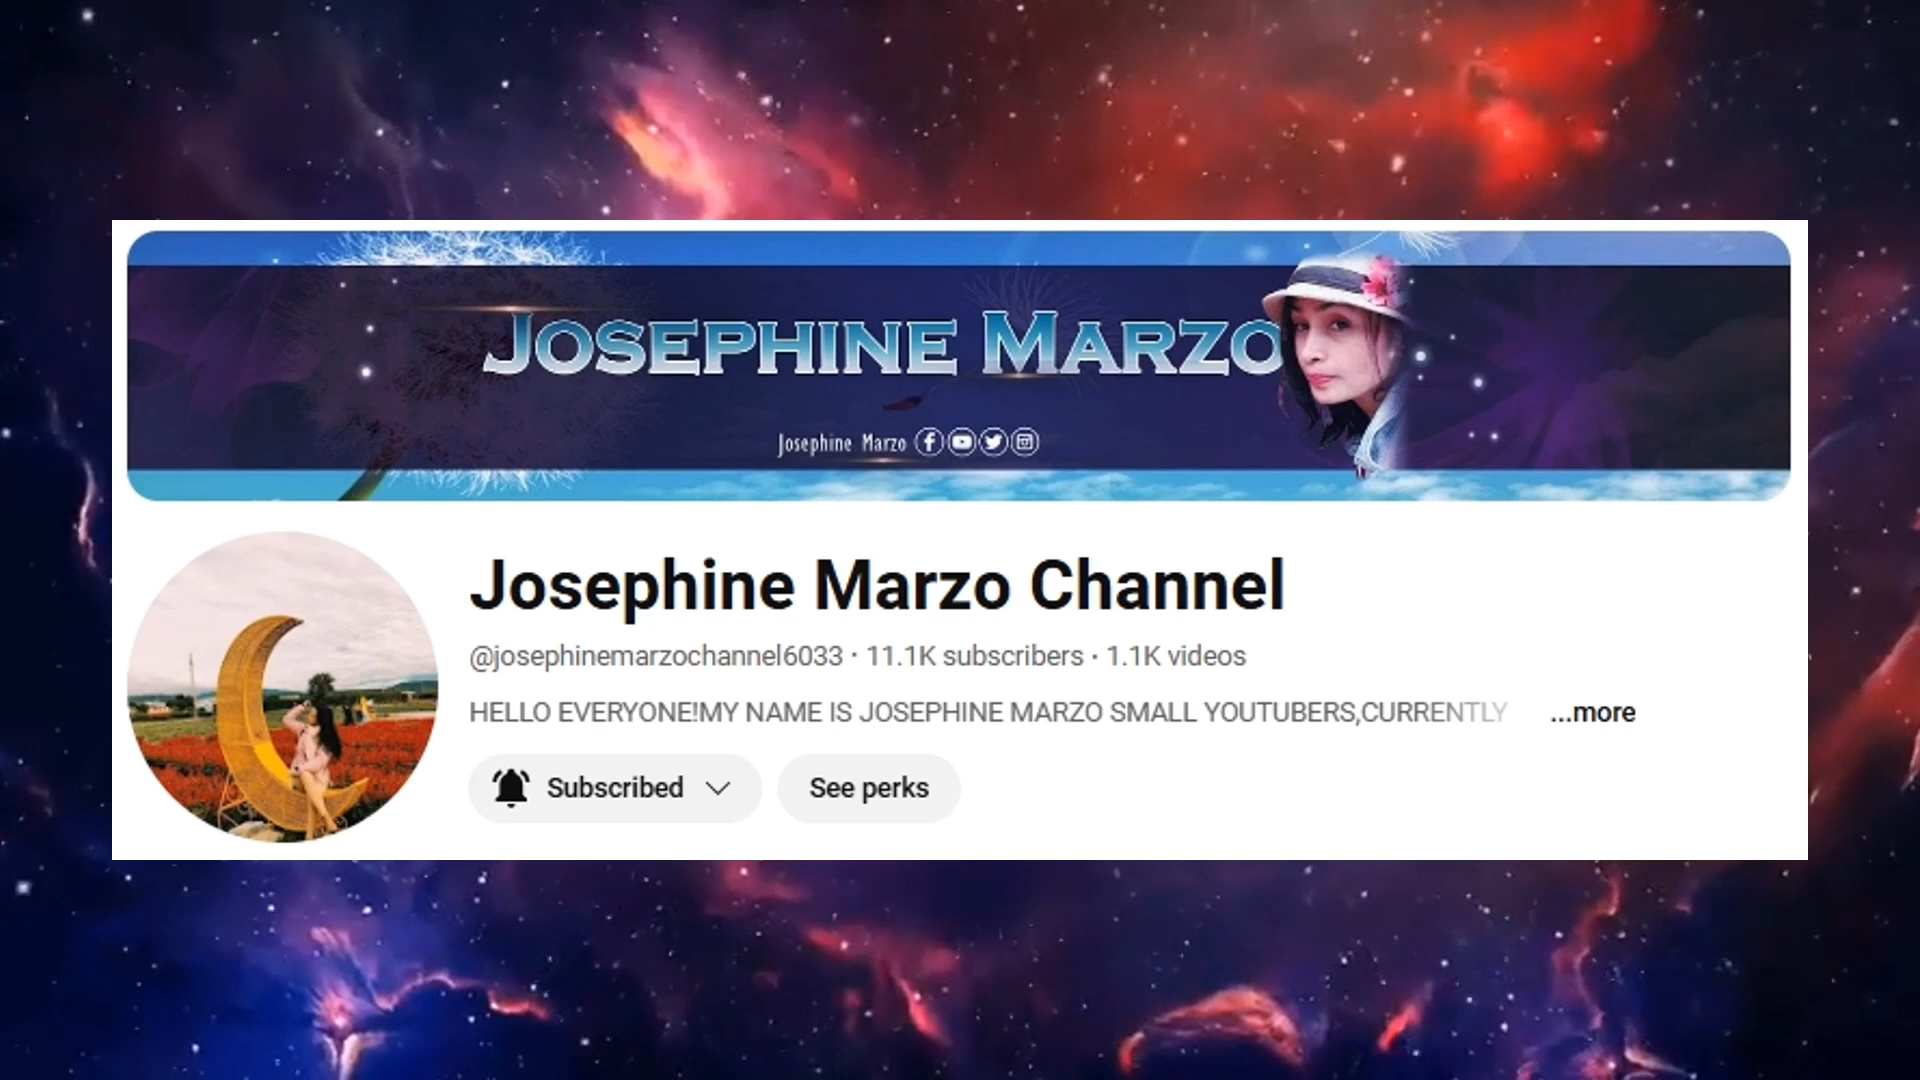 JOSEPHINE MARZO
Josephine Marzo
Josephine Marzo Channel
@josephinemarzochannel6033 · 11.1K subscribers · 1.1K videos
HELLO EVERYONE!MY NAME IS JOSEPHINE MARZO SMALL YOUTUBERS,CURRENTLY ...more
Subscribed
See perks